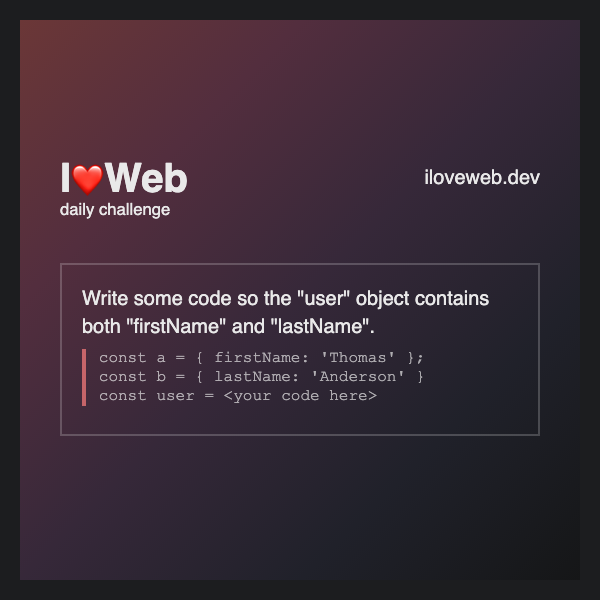 I❤️Web
iloveweb.dev
daily challenge
Write some code so the "user" object contains
both "firstName" and "lastName".
const a = { firstName: 'Thomas' };
const b = { lastName: 'Anderson' }
const user = <your code here>